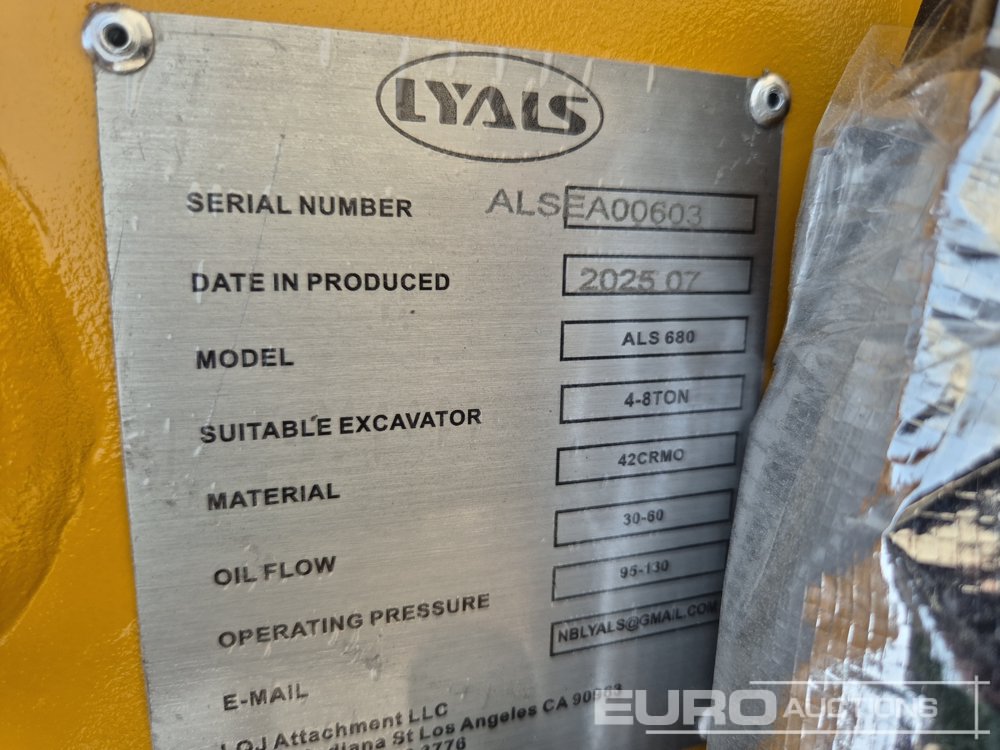 LYALS
SERIAL NUMBER ALSEA00603
DATE IN PRODUCED 2025 07
MODEL ALS 680
SUITABLE EXCAVATOR 4-8TON
MATERIAL 42CRMO
OIL FLOW 30-60
OPERATING PRESSURE 95-130
E-MAIL NBLYALS@GMAIL.COM
Attachment LLC
St Los Angeles CA
EURO AUCTIONS